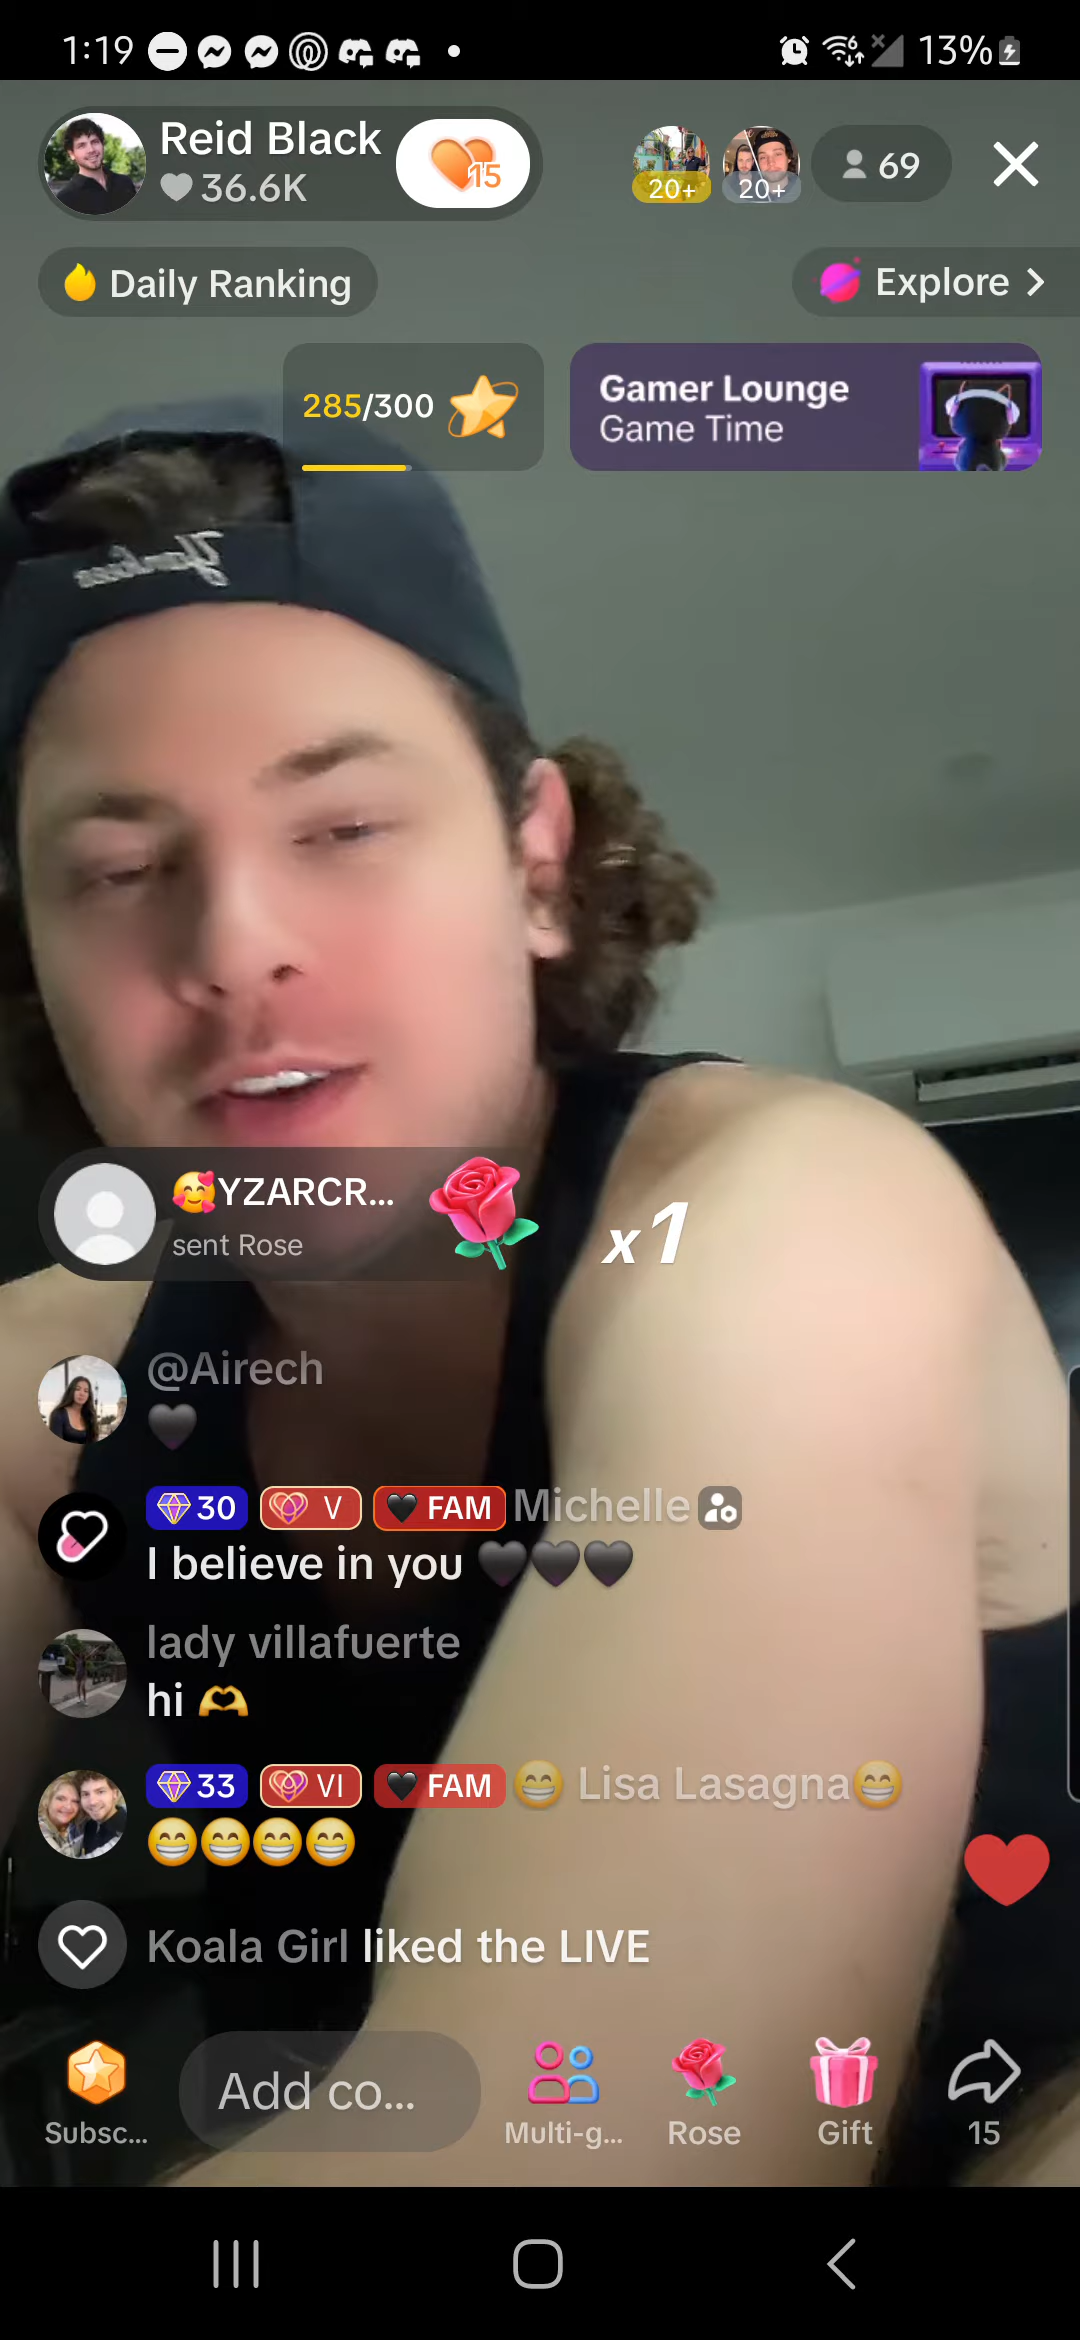 1:19
13%
Reid Black
36.6K
15
20+
20+
69
Daily Ranking
Explore >
285/300
Gamer Lounge
Game Time
Yankees
🥰YZARCR...
sent Rose
x1
@Airech
🖤
30 V 🖤 FAM Michelle
I believe in you 🖤🖤🖤
lady villafuerte
hi 🫶
33 VI 🖤 FAM 😁 Lisa Lasagna😁
😁😁😁😁
Koala Girl liked the LIVE
Subsc...
Add co...
Multi-g...
Rose
Gift
15